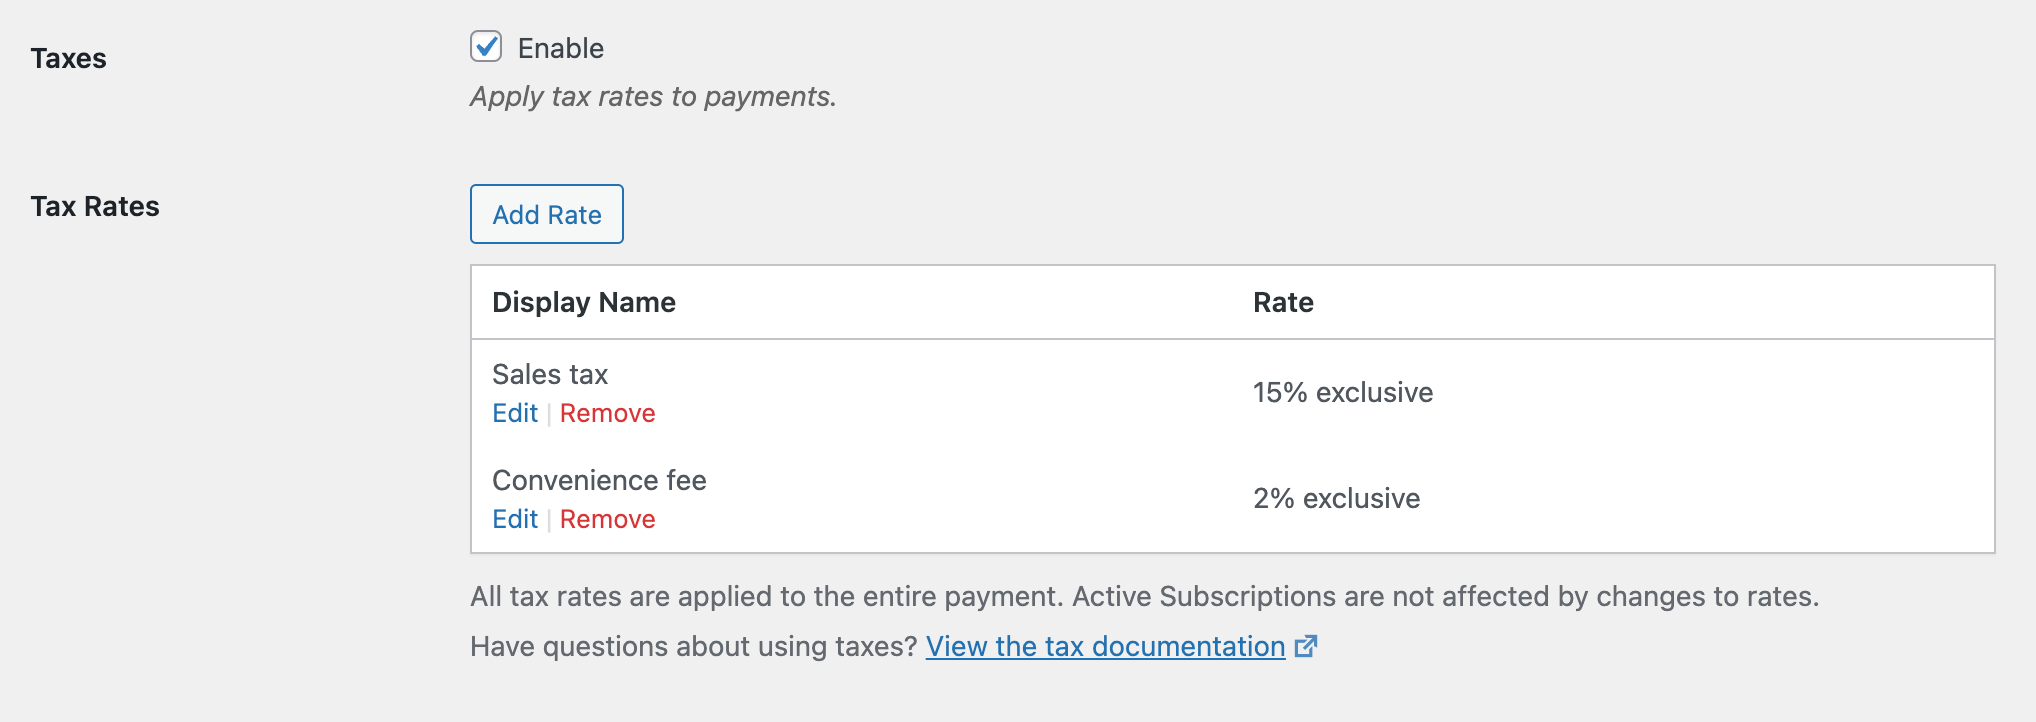 Taxes
Enable
Apply tax rates to payments.
Tax Rates
Add Rate
Display Name Rate
Sales tax
Edit | Remove
15% exclusive
Convenience fee
Edit | Remove
2% exclusive
All tax rates are applied to the entire payment. Active Subscriptions are not affected by changes to rates.
Have questions about using taxes? View the tax documentation